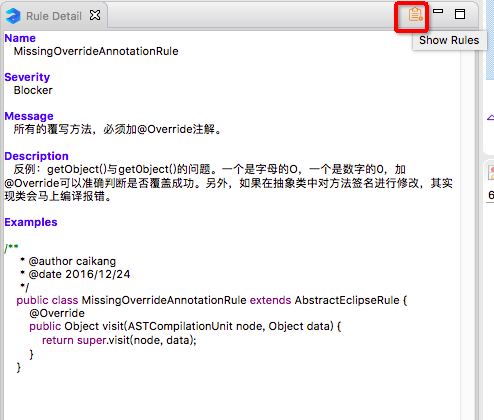 Rule Detail
Show Rules
Name
MissingOverrideAnnotationRule
Severity
Blocker
Message
所有的覆写方法，必须加@Override注解。
Description
反例：getObject()与get0bject()的问题。一个是字母的O，一个是数字的0，加
@Override可以准确判断是否覆盖成功。另外，如果在抽象类中对方法签名进行修改，其实
现类会马上编译报错。
Examples
/**
* @author caikang
* @date 2016/12/24
*/
public class MissingOverrideAnnotationRule extends AbstractEclipseRule {
@Override
public Object visit(ASTCompilationUnit node, Object data) {
return super.visit(node, data);
}
}
6